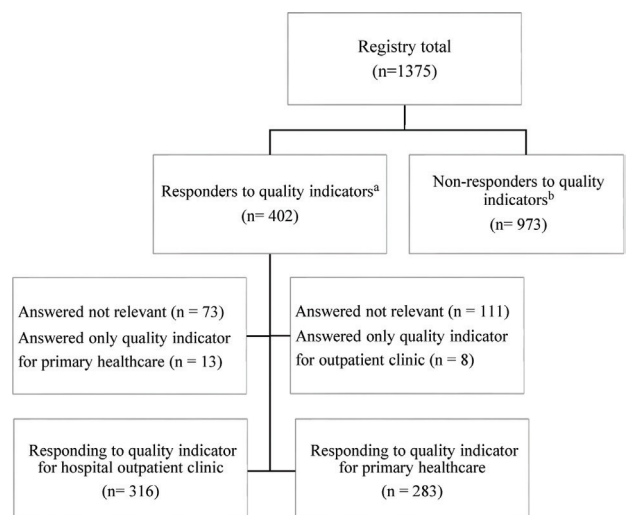 Registry total
(n=1375)
Responders to quality indicatorsᵃ
(n= 402)
Non-responders to quality
indicatorsᵇ
(n= 973)
Answered not relevant (n = 73)
Answered only quality indicator
for primary healthcare (n = 13)
Answered not relevant (n = 111)
Answered only quality indicator
for outpatient clinic (n = 8)
Responding to quality indicator
for hospital outpatient clinic
(n= 316)
Responding to quality indicator
for primary healthcare
(n = 283)